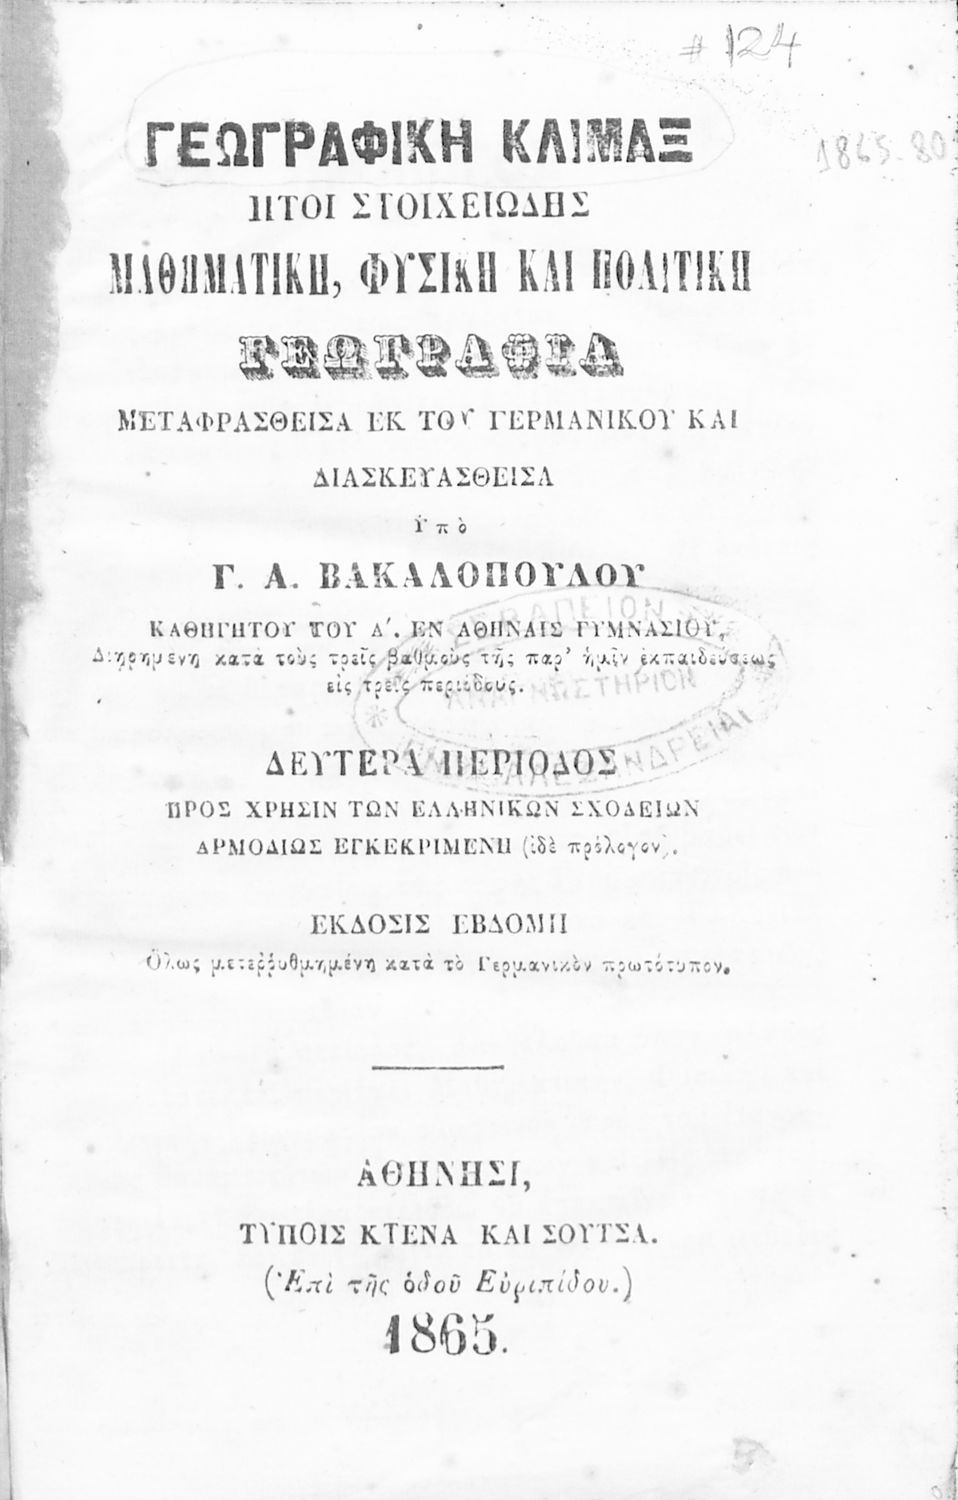 # 124
1865.80
ΓΕΩΓΡΑΦΙΚΗ ΚΛΙΜΑΞ
ΗΤΟΙ ΣΤΟΙΧΕΙΩΔΗΣ
ΜΑΘΗΜΑΤΙΚΗ, ΦΥΣΙΚΗ ΚΑΙ ΠΟΛΙΤΙΚΗ
ΓΕΩΓΡΑΦΙΑ
ΜΕΤΑΦΡΑΣΘΕΙΣΑ ΕΚ ΤΟΥ ΓΕΡΜΑΝΙΚΟΥ ΚΑΙ
ΔΙΑΣΚΕΥΑΣΘΕΙΣΑ
ὑπὸ
Γ. Α. ΒΑΚΑΛΟΠΟΥΛΟΥ
ΚΑΘΗΓΗΤΟΥ ΤΟΥ Α΄. ΕΝ ΑΘΗΝΑΙΣ ΓΥΜΝΑΣΙΟΥ,
Διῃρημένη κατὰ τοὺς τρεῖς βαθμοὺς τῆς παρ' ἡμῖν ἐκπαιδεύσεως
εἰς τρεῖς περιόδους.
ΑΝΑΓΝΩΣΤΗΡΙΟΝ
ΔΕΥΤΕΡΑ ΠΕΡΙΟΔΟΣ
ΠΡΟΣ ΧΡΗΣΙΝ ΤΩΝ ΕΛΛΗΝΙΚΩΝ ΣΧΟΛΕΙΩΝ
ΑΡΜΟΔΙΩΣ ΕΓΚΕΚΡΙΜΕΝΗ (ἰδὲ πρόλογον).
ΕΚΔΟΣΙΣ ΕΒΔΟΜΗ
Ὅλως μετεῤῥυθμημένη κατὰ τὸ Γερμανικὸν πρωτότυπον.
ΑΘΗΝΗΣΙ,
ΤΥΠΟΙΣ ΚΤΕΝΑ ΚΑΙ ΣΟΥΤΣΑ.
(Ἐπὶ τῆς ὁδοῦ Εὐριπίδου.)
1865.